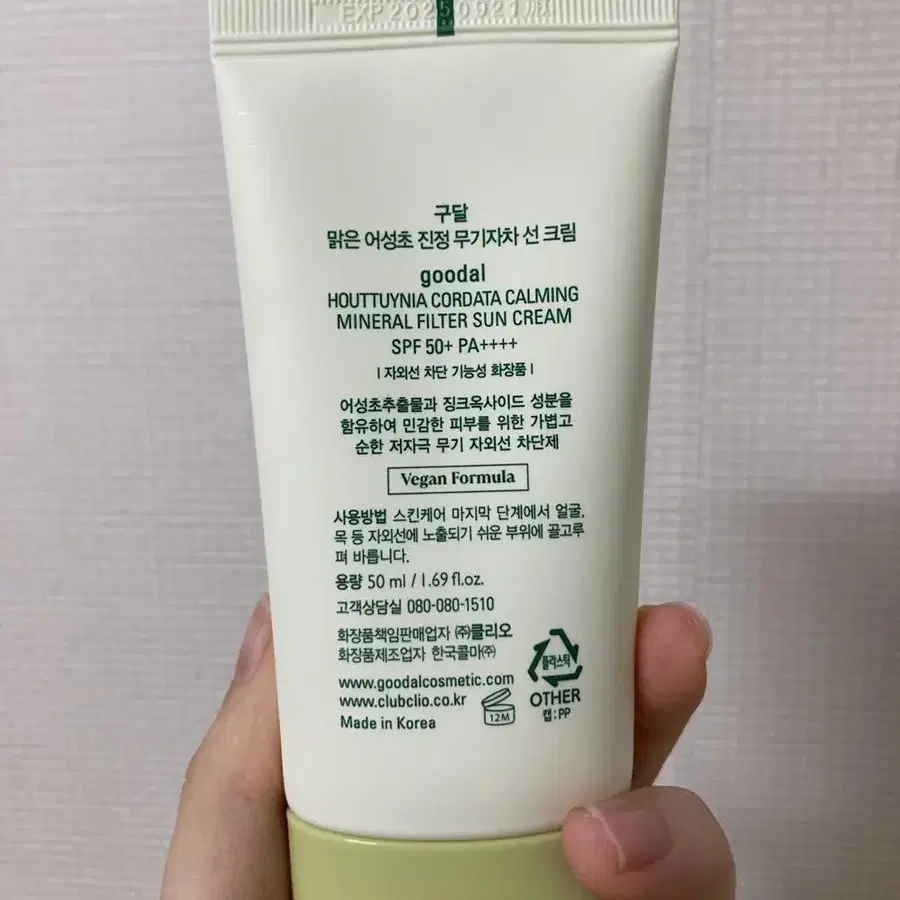 EXP 20250921
구달
맑은 어성초 진정 무기자차 선 크림
goodal
HOUTTUYNIA CORDATA CALMING
MINERAL FILTER SUN CREAM
SPF 50+ PA++++
| 자외선 차단 기능성 화장품 |
어성초추출물과 징크옥사이드 성분을
함유하여 민감한 피부를 위한 가볍고
순한 저자극 무기 자외선 차단제
Vegan Formula
사용방법 스킨케어 마지막 단계에서 얼굴,
목 등 자외선에 노출되기 쉬운 부위에 골고루
펴 바릅니다.
용량 50 ml / 1.69 fl.oz.
고객상담실 080-080-1510
화장품책임판매업자 ㈜클리오
화장품제조업자 한국콜마㈜
www.goodalcosmetic.com
www.clubclio.co.kr
Made in Korea
12M
플라스틱
OTHER
캡:PP